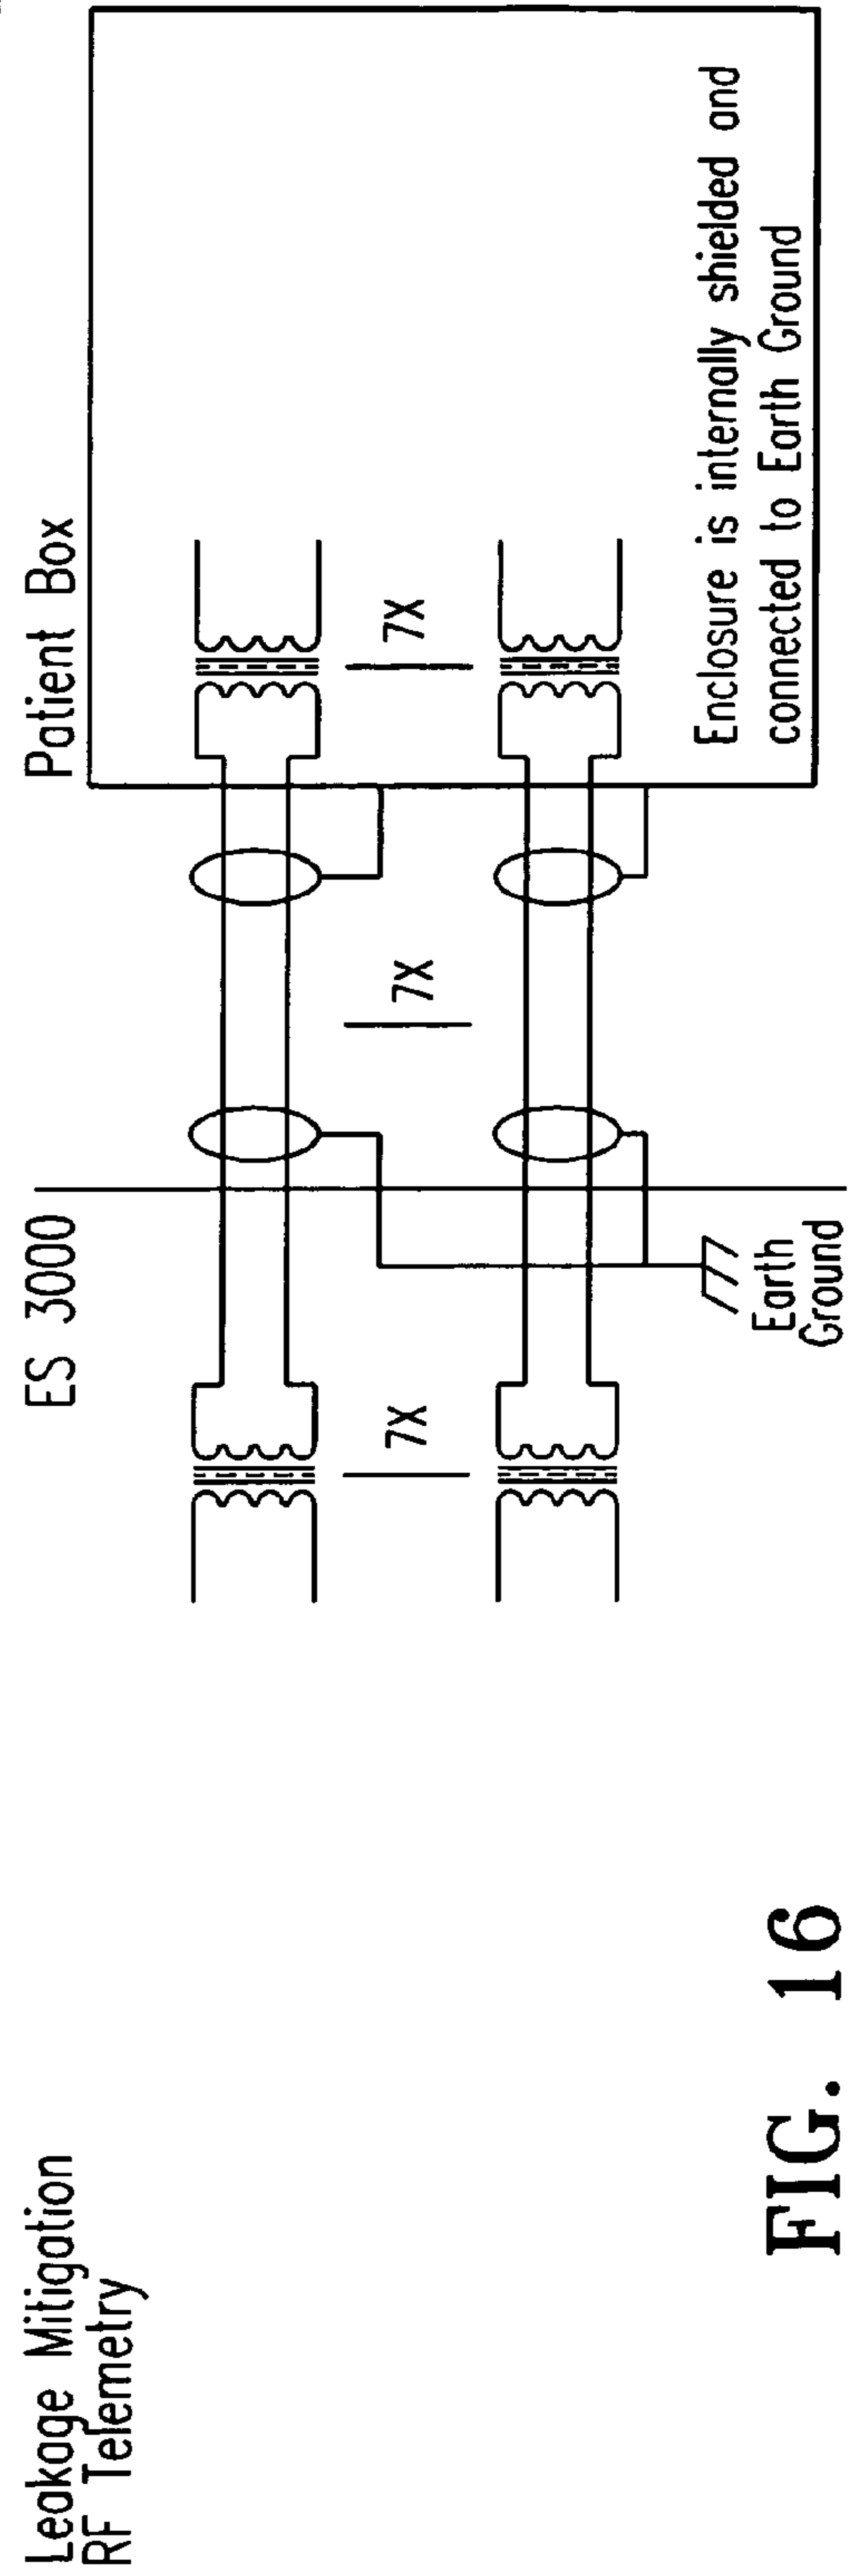 Leakage Mitigation
RF Telemetry
ES 3000
Patient Box
7X
7X
7X
Earth
Ground
Enclosure is internally shielded and
connected to Earth Ground
FIG. 16